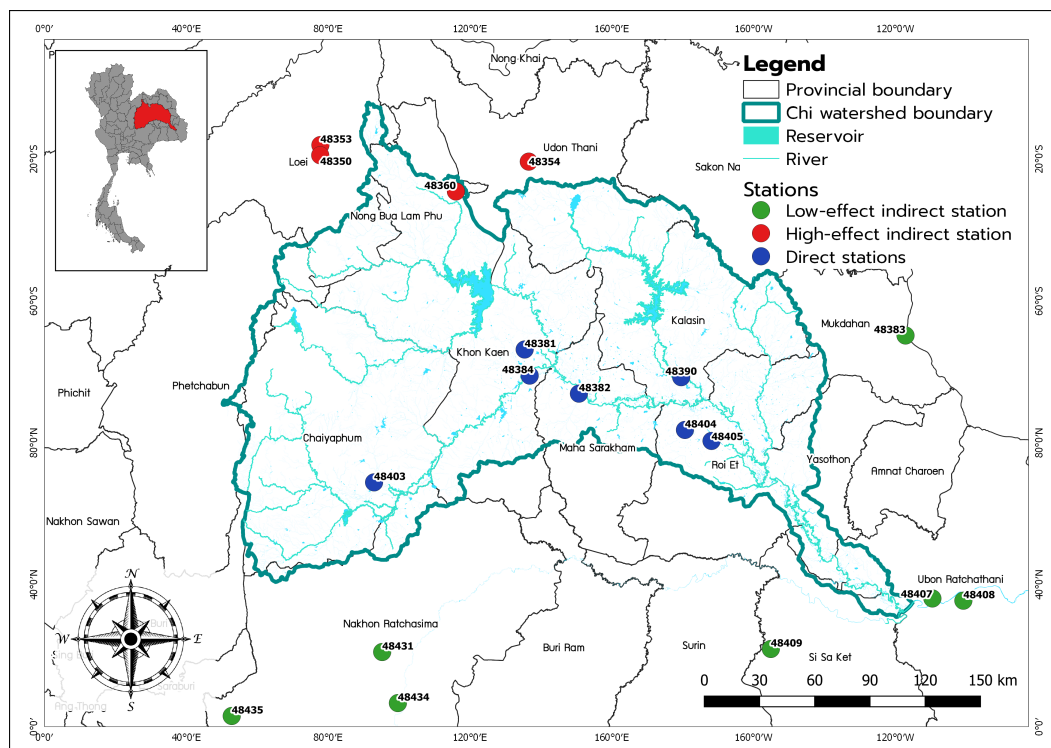 0°0'
80°0'E
160°0'E
120°0'W
Nong Khai
Legend
Provincial boundary
Chi watershed boundary
Reservoir
River
Stations
Low-effect indirect station
High-effect indirect station
Direct stations
48353
48350
Loei
48354
Udon Thani
Sakon Na
48360
Nong Bua Lam Phu
20°0'S
20°0'S
60°0'S
60°0'S
Kalasin
Mukdahan
48383
Khon Kaen
48381
48384
48382
48390
Phichit
Phetchabun
Chaiyaphum
48403
48404
48405
Maha Sarakham
Roi Et
Yasothon
Amnat Charoen
80°0'N
80°0'N
Nakhon Sawan
40°0'N
40°0'N
Ubon Ratchathani
48407
48408
N
W
E
S
Buri
Sing B
Saraburi
Ang Thong
Nakhon Ratchasima
48431
48434
48435
Buri Ram
Surin
48409
Si Sa Ket
0 30 60 90 120 150 km
0°0'
0°0'
0°0'
40°0'E
80°0'E
120°0'E
160°0'E
160°0'W
120°0'W